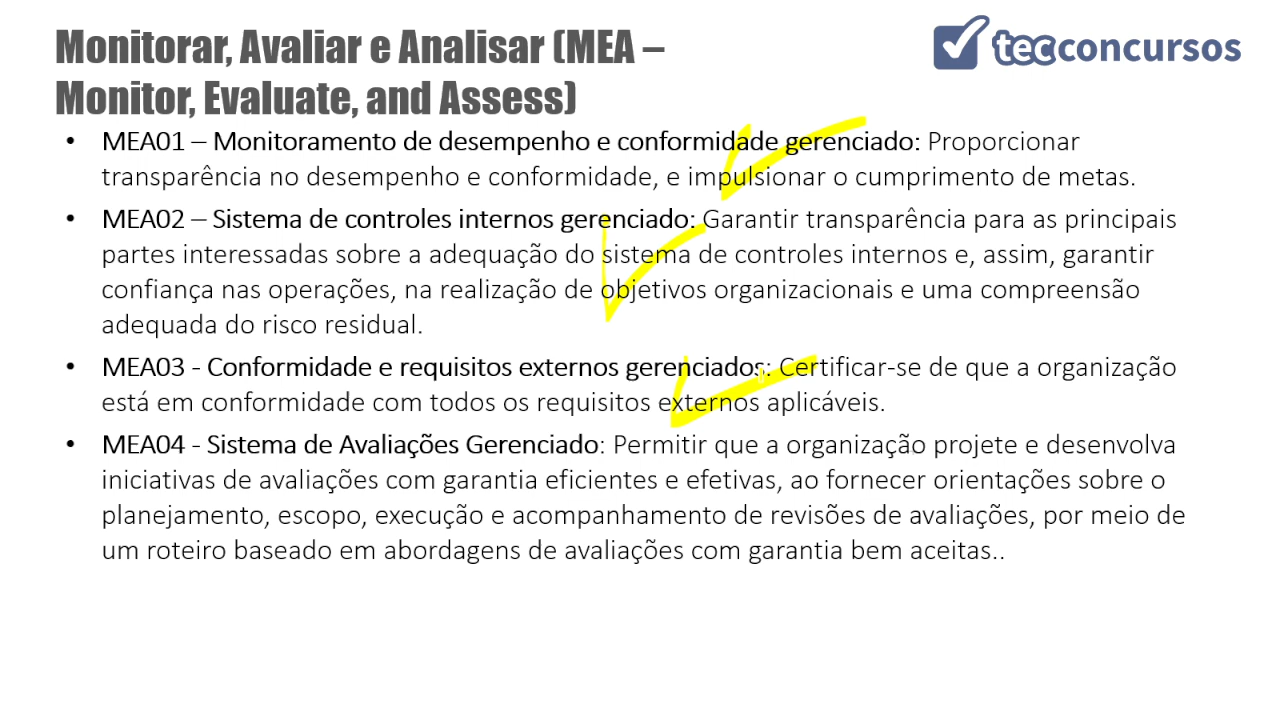 Monitorar, Avaliar e Analisar (MEA –
Monitor, Evaluate, and Assess)
tecconcursos
• MEA01 – Monitoramento de desempenho e conformidade gerenciado: Proporcionar
transparência no desempenho e conformidade, e impulsionar o cumprimento de metas.
• MEA02 – Sistema de controles internos gerenciado: Garantir transparência para as principais
partes interessadas sobre a adequação do sistema de controles internos e, assim, garantir
confiança nas operações, na realização de objetivos organizacionais e uma compreensão
adequada do risco residual.
• MEA03 - Conformidade e requisitos externos gerenciados: Certificar-se de que a organização
está em conformidade com todos os requisitos externos aplicáveis.
• MEA04 - Sistema de Avaliações Gerenciado: Permitir que a organização projete e desenvolva
iniciativas de avaliações com garantia eficientes e efetivas, ao fornecer orientações sobre o
planejamento, escopo, execução e acompanhamento de revisões de avaliações, por meio de
um roteiro baseado em abordagens de avaliações com garantia bem aceitas..